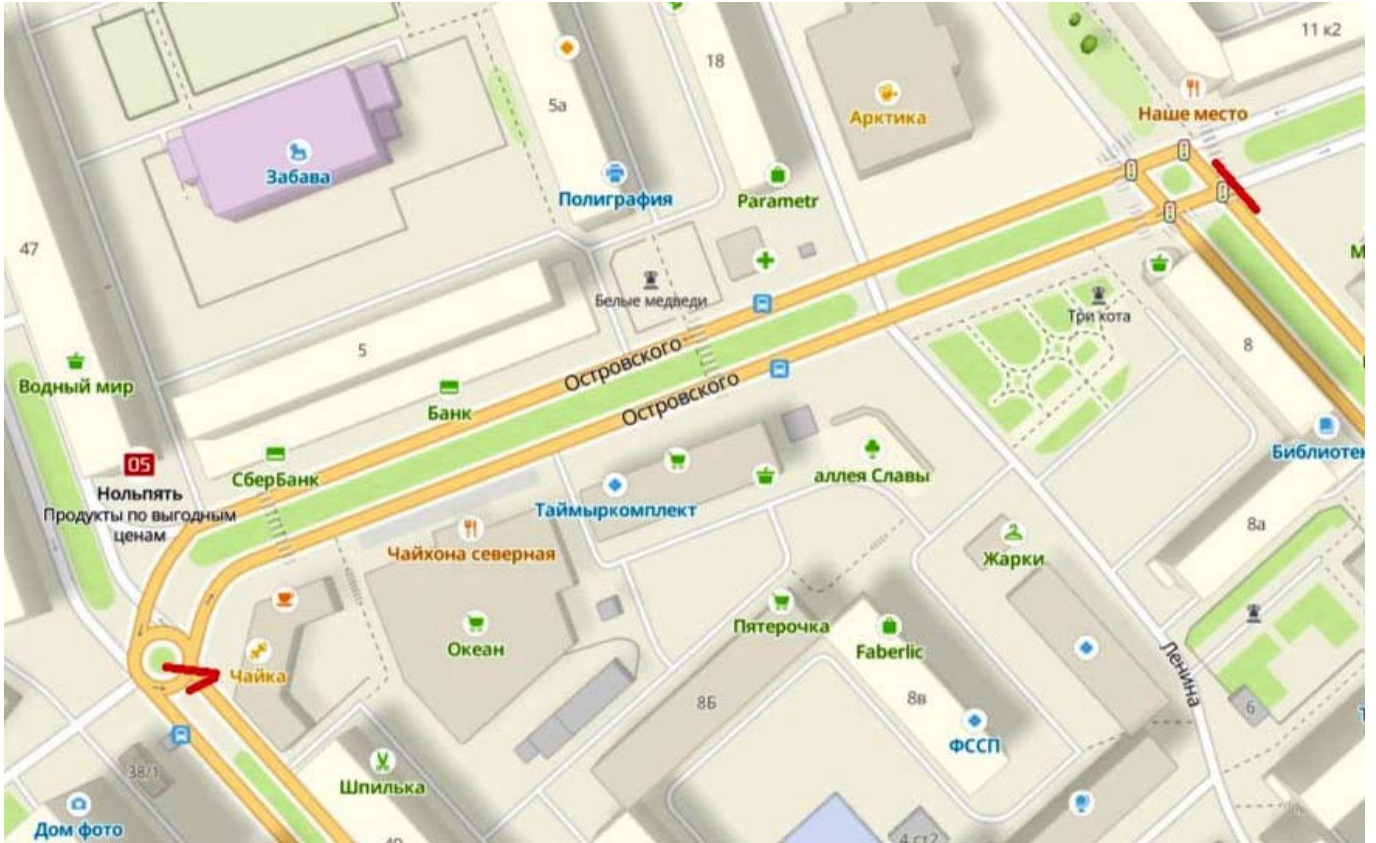 11 к2
18
5а
Арктика
Наше место
Забава
Полиграфия
Parametr
47
Белые медведи
Три кота
5
Островского
8
Водный мир
Банк
Островского
05
СберБанк
аллея Славы
Нольпять
Продукты по выгодным
ценам
Таймыркомплект
8а
Чайхона северная
Жарки
Океан
Пятерочка
Faberlic
Чайка
Ленина
8Б
8в
6
ФССП
38/1
Шпилька
Дом фото
4 ст2